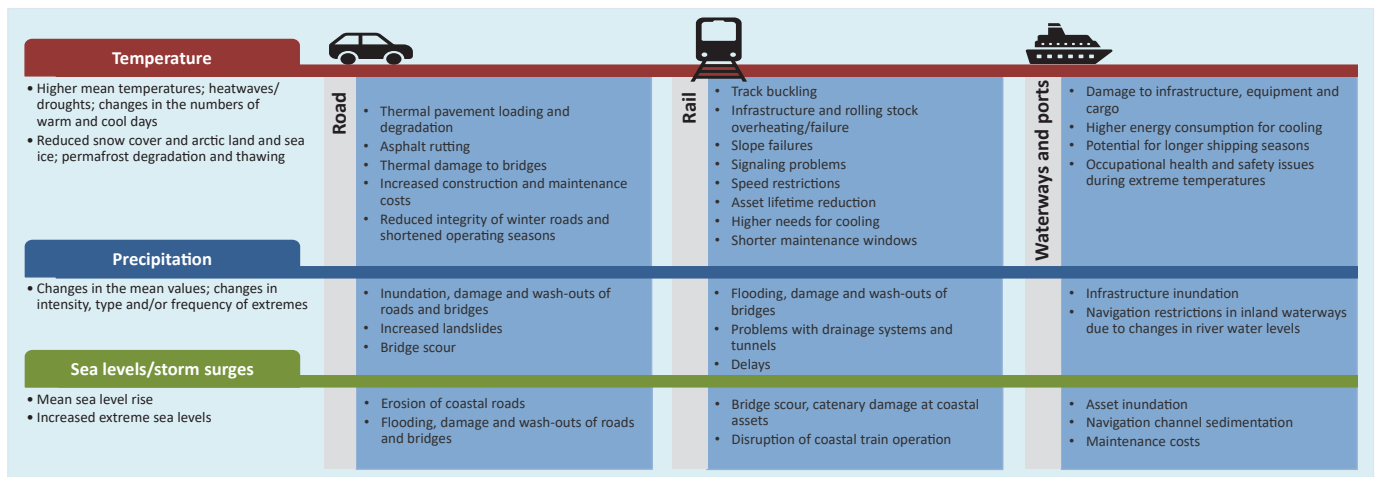 Temperature
• Higher mean temperatures; heatwaves/
droughts; changes in the numbers of
warm and cool days
• Reduced snow cover and arctic land and sea
ice; permafrost degradation and thawing
Road
• Thermal pavement loading and
degradation
• Asphalt rutting
• Thermal damage to bridges
• Increased construction and maintenance
costs
• Reduced integrity of winter roads and
shortened operating seasons
Rail
• Track buckling
• Infrastructure and rolling stock
overheating/failure
• Slope failures
• Signaling problems
• Speed restrictions
• Asset lifetime reduction
• Higher needs for cooling
• Shorter maintenance windows
Waterways and ports
• Damage to infrastructure, equipment and
cargo
• Higher energy consumption for cooling
• Potential for longer shipping seasons
• Occupational health and safety issues
during extreme temperatures
Precipitation
• Changes in the mean values; changes in
intensity, type and/or frequency of extremes
• Inundation, damage and wash-outs of
roads and bridges
• Increased landslides
• Bridge scour
• Flooding, damage and wash-outs of
bridges
• Problems with drainage systems and
tunnels
• Delays
• Infrastructure inundation
• Navigation restrictions in inland waterways
due to changes in river water levels
Sea levels/storm surges
• Mean sea level rise
• Increased extreme sea levels
• Erosion of coastal roads
• Flooding, damage and wash-outs of roads
and bridges
• Bridge scour, catenary damage at coastal
assets
• Disruption of coastal train operation
• Asset inundation
• Navigation channel sedimentation
• Maintenance costs